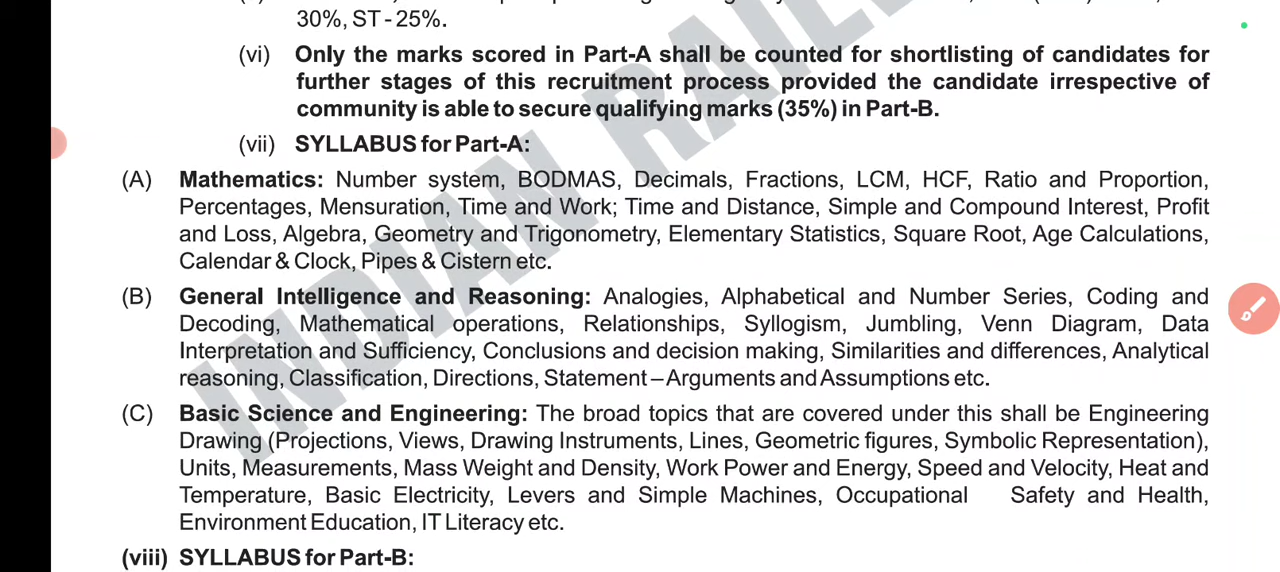 30%, ST - 25%.
(vi) Only the marks scored in Part-A shall be counted for shortlisting of candidates for
further stages of this recruitment process provided the candidate irrespective of
community is able to secure qualifying marks (35%) in Part-B.
(vii) SYLLABUS for Part-A:
(A) Mathematics: Number system, BODMAS, Decimals, Fractions, LCM, HCF, Ratio and Proportion,
Percentages, Mensuration, Time and Work; Time and Distance, Simple and Compound Interest, Profit
and Loss, Algebra, Geometry and Trigonometry, Elementary Statistics, Square Root, Age Calculations,
Calendar & Clock, Pipes & Cistern etc.
(B) General Intelligence and Reasoning: Analogies, Alphabetical and Number Series, Coding and
Decoding, Mathematical operations, Relationships, Syllogism, Jumbling, Venn Diagram, Data
Interpretation and Sufficiency, Conclusions and decision making, Similarities and differences, Analytical
reasoning, Classification, Directions, Statement – Arguments and Assumptions etc.
(C) Basic Science and Engineering: The broad topics that are covered under this shall be Engineering
Drawing (Projections, Views, Drawing Instruments, Lines, Geometric figures, Symbolic Representation),
Units, Measurements, Mass Weight and Density, Work Power and Energy, Speed and Velocity, Heat and
Temperature, Basic Electricity, Levers and Simple Machines, Occupational Safety and Health,
Environment Education, IT Literacy etc.
(viii) SYLLABUS for Part-B:
INDIAN